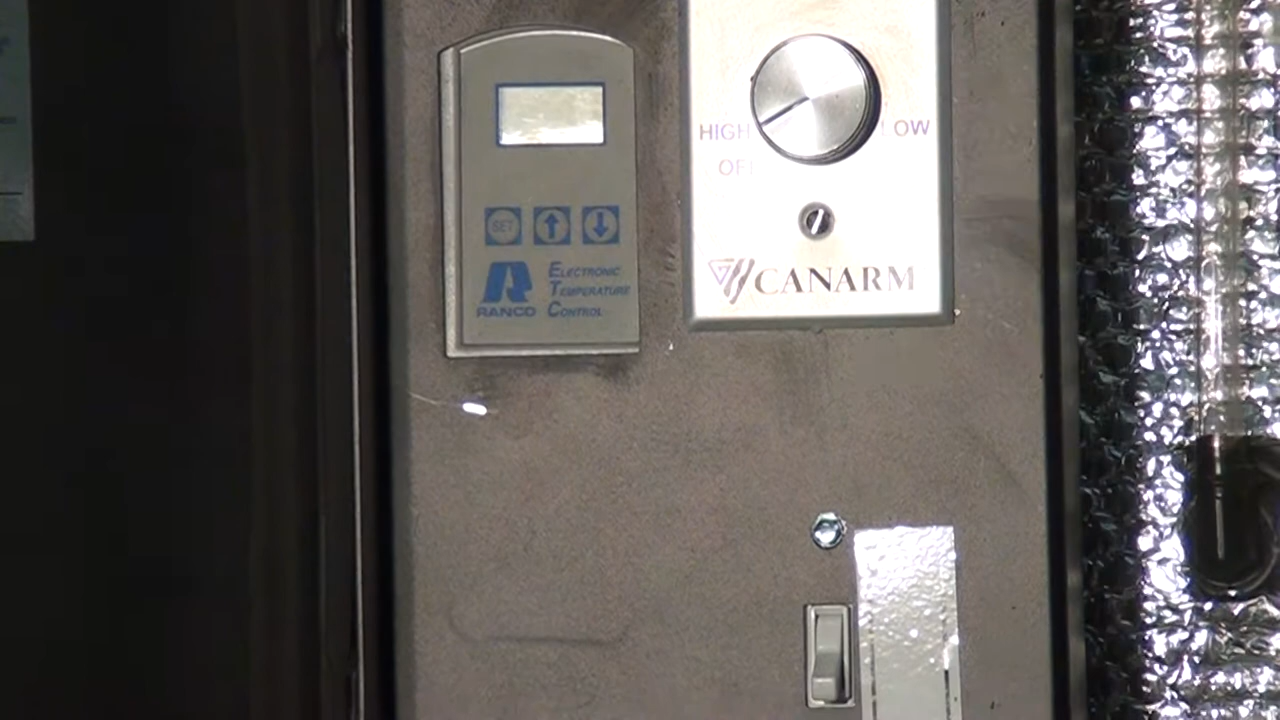 SET
RANCO
ELECTRONIC
TEMPERATURE
CONTROL
HIGH
LOW
OFF
CANARM